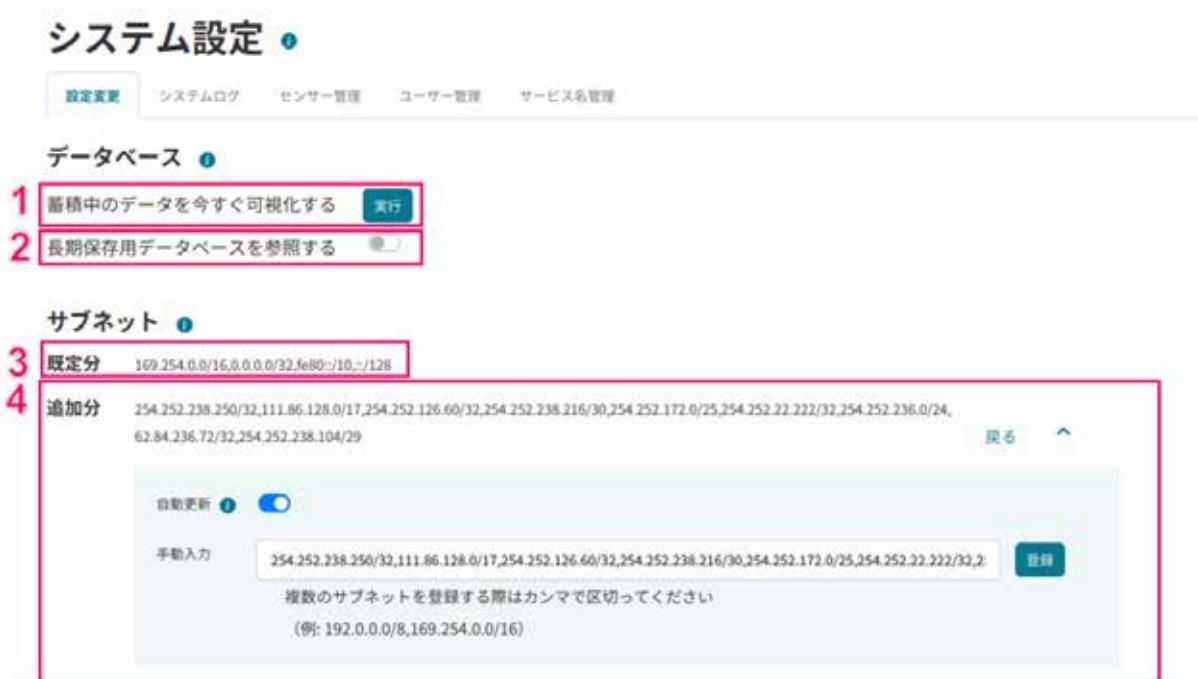 システム設定
設定変更 システムログ センサー管理 ユーザー管理 サービス名管理
データベース
1 蓄積中のデータを今すぐ可視化する 実行
2 長期保存用データベースを参照する
サブネット
3 既定分 169.254.0.0/16,0.0.0.0/32,fe80::/10,::/128
4 追加分 254.252.238.250/32,111.86.128.0/17,254.252.126.60/32,254.252.238.216/30,254.252.172.0/25,254.252.22.222/32,254.252.236.0/24,
62.84.236.72/32,254.252.238.104/29
戻る
自動更新
手動入力 254.252.238.250/32,111.86.128.0/17,254.252.126.60/32,254.252.238.216/30,254.252.172.0/25,254.252.22.222/32,2 登録
複数のサブネットを登録する際はカンマで区切ってください
（例: 192.0.0.0/8,169.254.0.0/16）